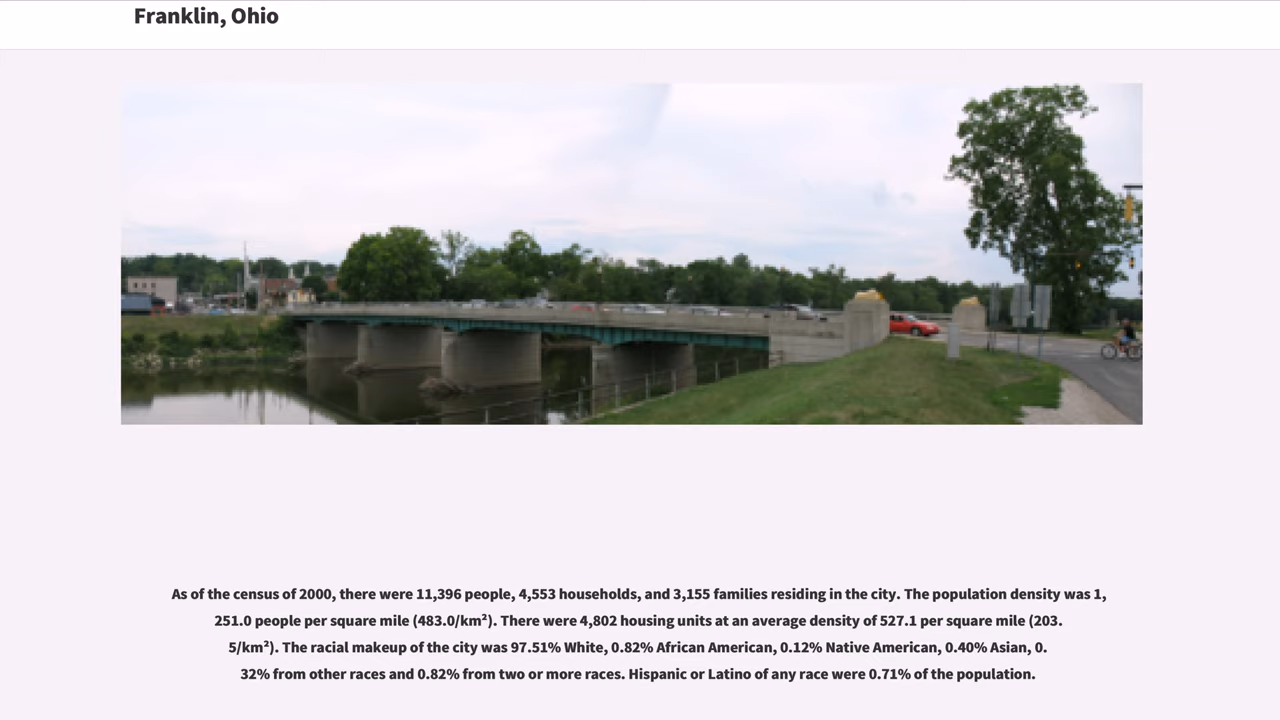 Franklin, Ohio
As of the census of 2000, there were 11,396 people, 4,553 households, and 3,155 families residing in the city. The population density was 1,
251.0 people per square mile (483.0/km²). There were 4,802 housing units at an average density of 527.1 per square mile (203.
5/km²). The racial makeup of the city was 97.51% White, 0.82% African American, 0.12% Native American, 0.40% Asian, 0.
32% from other races and 0.82% from two or more races. Hispanic or Latino of any race were 0.71% of the population.